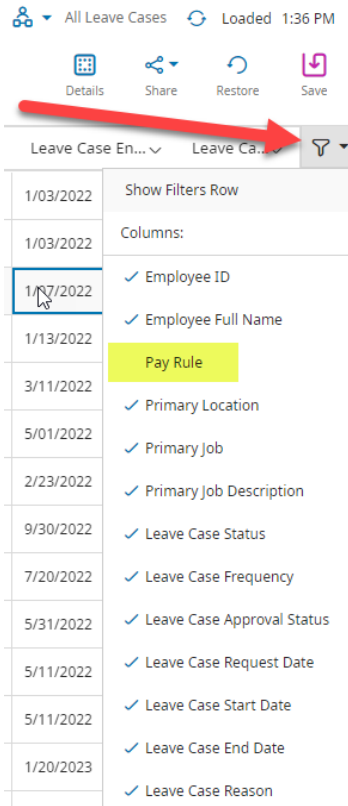 All Leave Cases Loaded 1:36 PM
Details Share Restore Save
Leave Case En... Leave Ca...
Show Filters Row
1/03/2022
Columns:
1/03/2022
Employee ID
1/07/2022
Employee Full Name
1/13/2022
Pay Rule
3/11/2022
Primary Location
5/01/2022
Primary Job
2/23/2022
Primary Job Description
9/30/2022
Leave Case Status
7/20/2022
Leave Case Frequency
5/31/2022
Leave Case Approval Status
5/11/2022
Leave Case Request Date
5/11/2022
Leave Case Start Date
1/20/2023
Leave Case End Date
Leave Case Reason